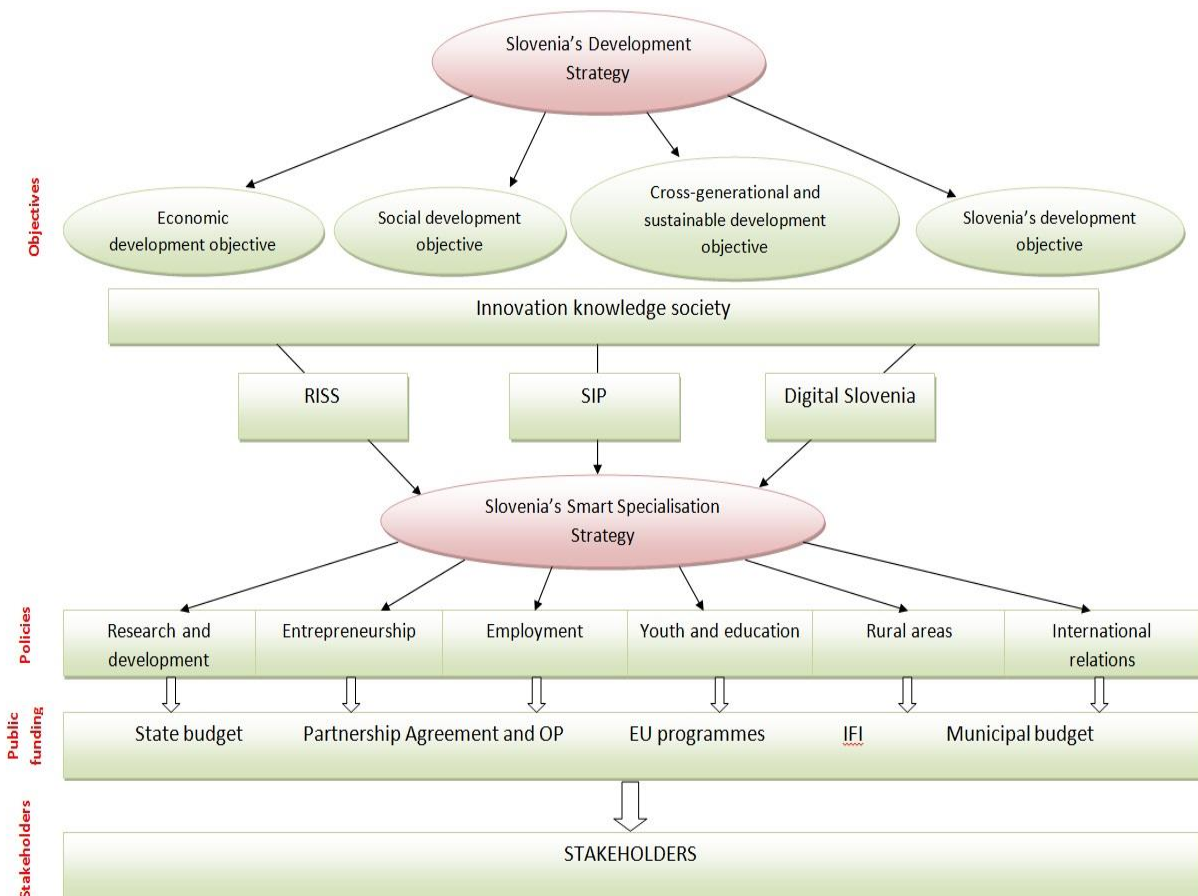 Slovenia's Development
Strategy
Objectives
Economic
development objective
Social development
objective
Cross-generational and
sustainable development
objective
Slovenia's development
objective
Innovation knowledge society
RISS
SIP
Digital Slovenia
Slovenia's Smart Specialisation
Strategy
Policies
Research and
development
Entrepreneurship
Employment
Youth and education
Rural areas
International
relations
Public
funding
State budget
Partnership Agreement and OP
EU programmes
IFI
Municipal budget
Stakeholders
STAKEHOLDERS